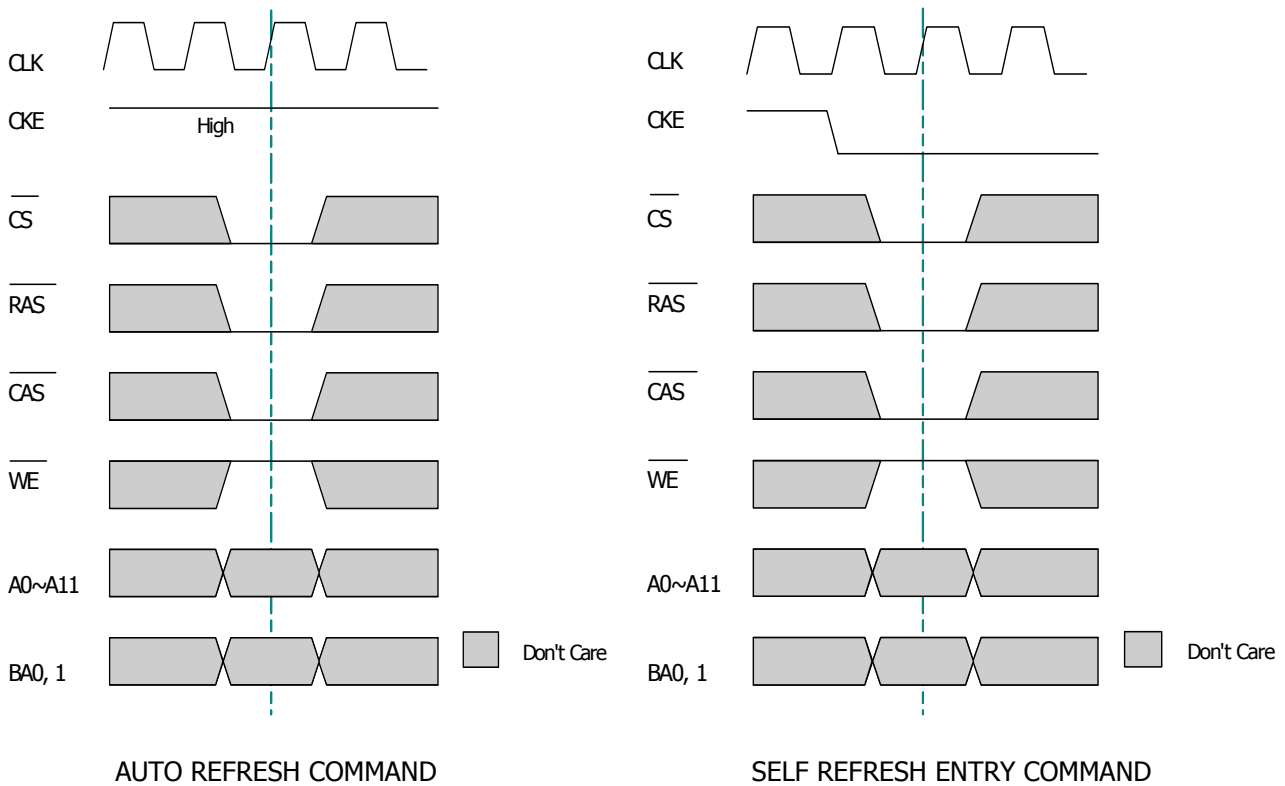 CLK
CKE
High
CS
RAS
CAS
WE
A0~A11
BA0, 1
Don't Care
AUTO REFRESH COMMAND
CLK
CKE
CS
RAS
CAS
WE
A0~A11
BA0, 1
Don't Care
SELF REFRESH ENTRY COMMAND